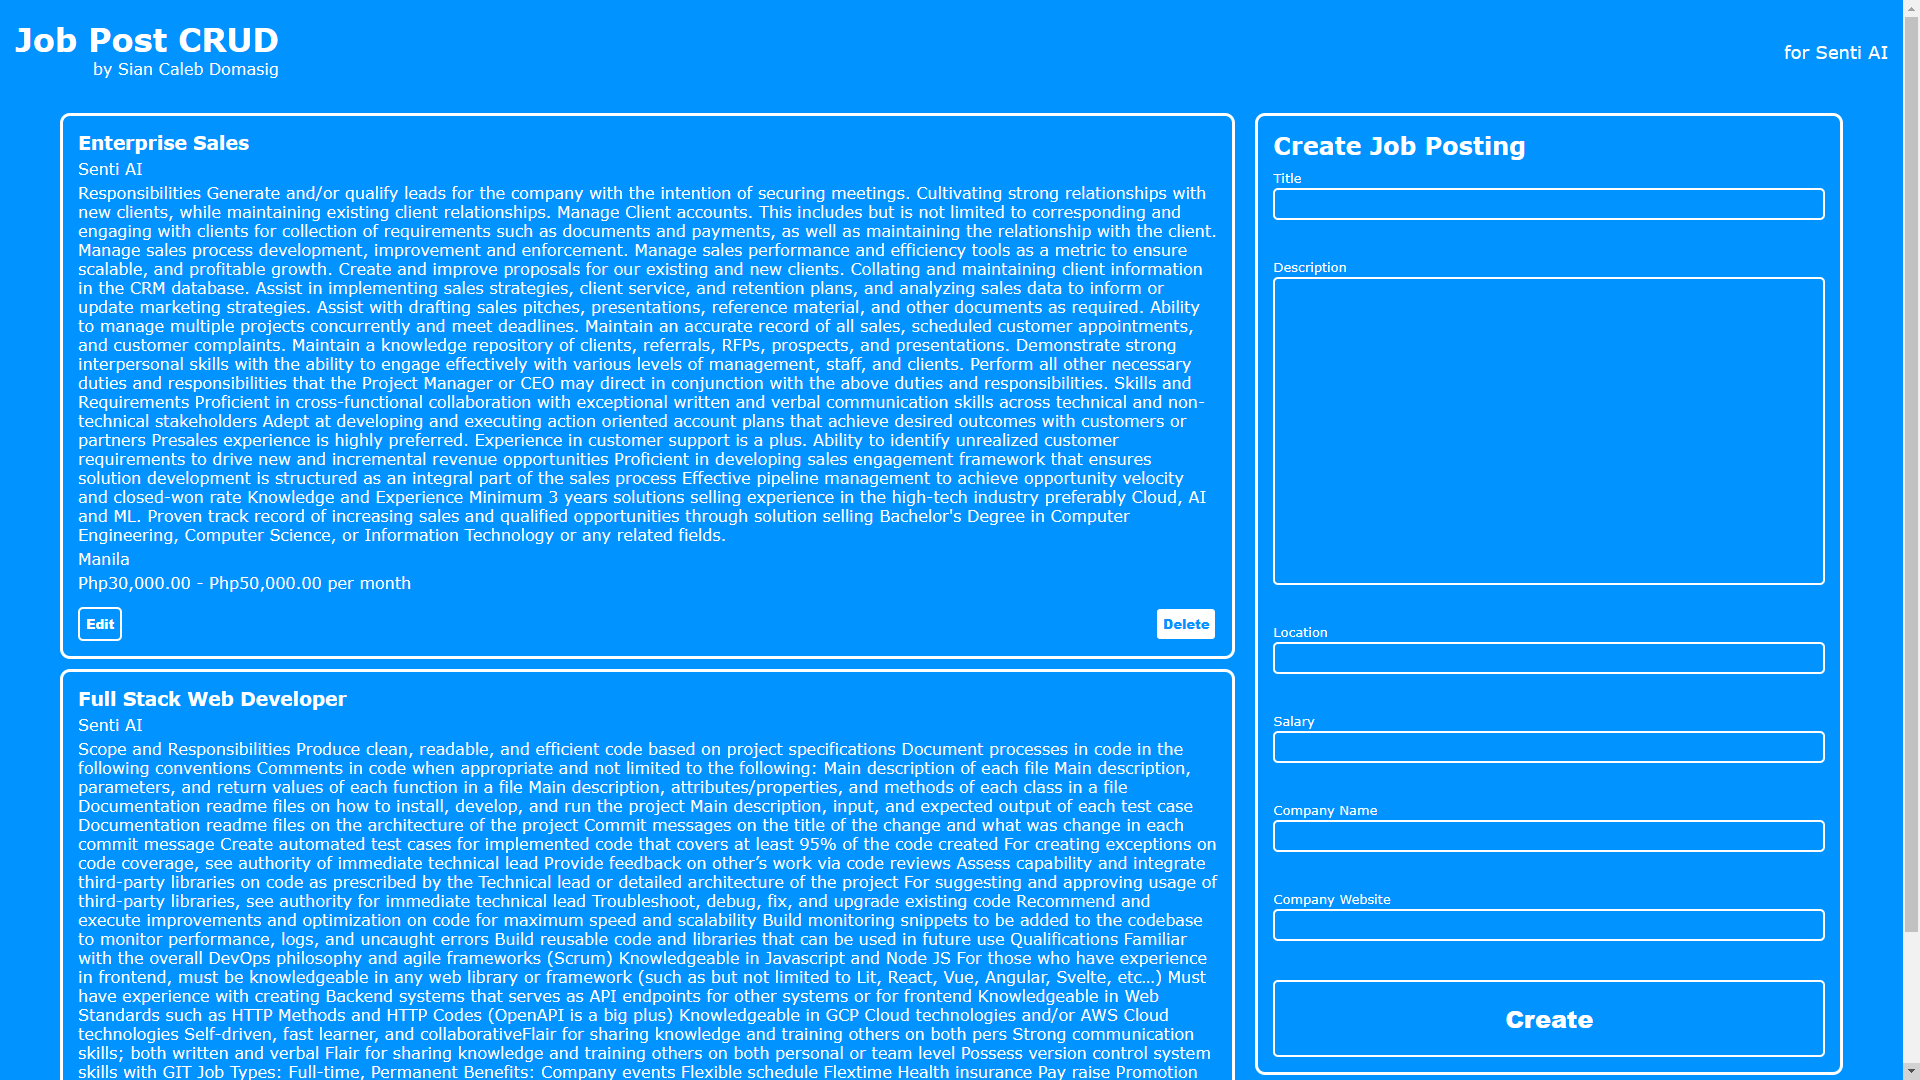 Job Post CRUD
by Sian Caleb Domasig
for Senti AI
Enterprise Sales
Senti AI
Responsibilities Generate and/or qualify leads for the company with the intention of securing meetings. Cultivating strong relationships with
new clients, while maintaining existing client relationships. Manage Client accounts. This includes but is not limited to corresponding and
engaging with clients for collection of requirements such as documents and payments, as well as maintaining the relationship with the client.
Manage sales process development, improvement and enforcement. Manage sales performance and efficiency tools as a metric to ensure
scalable, and profitable growth. Create and improve proposals for our existing and new clients. Collating and maintaining client information
in the CRM database. Assist in implementing sales strategies, client service, and retention plans, and analyzing sales data to inform or
update marketing strategies. Assist with drafting sales pitches, presentations, reference material, and other documents as required. Ability
to manage multiple projects concurrently and meet deadlines. Maintain an accurate record of all sales, scheduled customer appointments,
and customer complaints. Maintain a knowledge repository of clients, referrals, RFPs, prospects, and presentations. Demonstrate strong
interpersonal skills with the ability to engage effectively with various levels of management, staff, and clients. Perform all other necessary
duties and responsibilities that the Project Manager or CEO may direct in conjunction with the above duties and responsibilities. Skills and
Requirements Proficient in cross-functional collaboration with exceptional written and verbal communication skills across technical and non-
technical stakeholders Adept at developing and executing action oriented account plans that achieve desired outcomes with customers or
partners Presales experience is highly preferred. Experience in customer support is a plus. Ability to identify unrealized customer
requirements to drive new and incremental revenue opportunities Proficient in developing sales engagement framework that ensures
solution development is structured as an integral part of the sales process Effective pipeline management to achieve opportunity velocity
and closed-won rate Knowledge and Experience Minimum 3 years solutions selling experience in the high-tech industry preferably Cloud, AI
and ML. Proven track record of increasing sales and qualified opportunities through solution selling Bachelor's Degree in Computer
Engineering, Computer Science, or Information Technology or any related fields.
Manila
Php30,000.00 - Php50,000.00 per month
Edit
Delete
Full Stack Web Developer
Senti AI
Scope and Responsibilities Produce clean, readable, and efficient code based on project specifications Document processes in code in the
following conventions Comments in code when appropriate and not limited to the following: Main description of each file Main description,
parameters, and return values of each function in a file Main description, attributes/properties, and methods of each class in a file
Documentation readme files on how to install, develop, and run the project Main description, input, and expected output of each test case
Documentation readme files on the architecture of the project Commit messages on the title of the change and what was change in each
commit message Create automated test cases for implemented code that covers at least 95% of the code created For creating exceptions on
code coverage, see authority of immediate technical lead Provide feedback on other’s work via code reviews Assess capability and integrate
third-party libraries on code as prescribed by the Technical lead or detailed architecture of the project For suggesting and approving usage of
third-party libraries, see authority for immediate technical lead Troubleshoot, debug, fix, and upgrade existing code Recommend and
execute improvements and optimization on code for maximum speed and scalability Build monitoring snippets to be added to the codebase
to monitor performance, logs, and uncaught errors Build reusable code and libraries that can be used in future use Qualifications Familiar
with the overall DevOps philosophy and agile frameworks (Scrum) Knowledgeable in Javascript and Node JS For those who have experience
in frontend, must be knowledgeable in any web library or framework (such as but not limited to Lit, React, Vue, Angular, Svelte, etc…) Must
have experience with creating Backend systems that serves as API endpoints for other systems or for frontend Knowledgeable in Web
Standards such as HTTP Methods and HTTP Codes (OpenAPI is a big plus) Knowledgeable in GCP Cloud technologies and/or AWS Cloud
technologies Self-driven, fast learner, and collaborativeFlair for sharing knowledge and training others on both pers Strong communication
skills; both written and verbal Flair for sharing knowledge and training others on both personal or team level Possess version control system
skills with GIT Job Types: Full-time, Permanent Benefits: Company events Flexible schedule Flextime Health insurance Pay raise Promotion
Create Job Posting
Title
Description
Location
Salary
Company Name
Company Website
Create